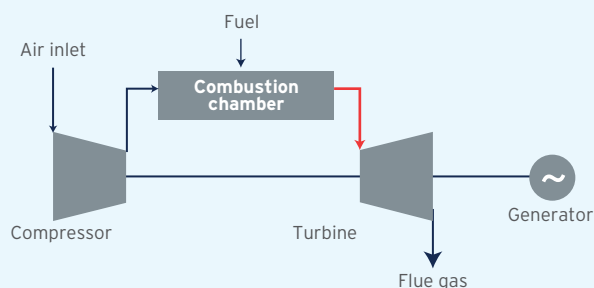 Fuel
Air inlet
Combustion
chamber
~
Compressor
Turbine
Generator
Flue gas